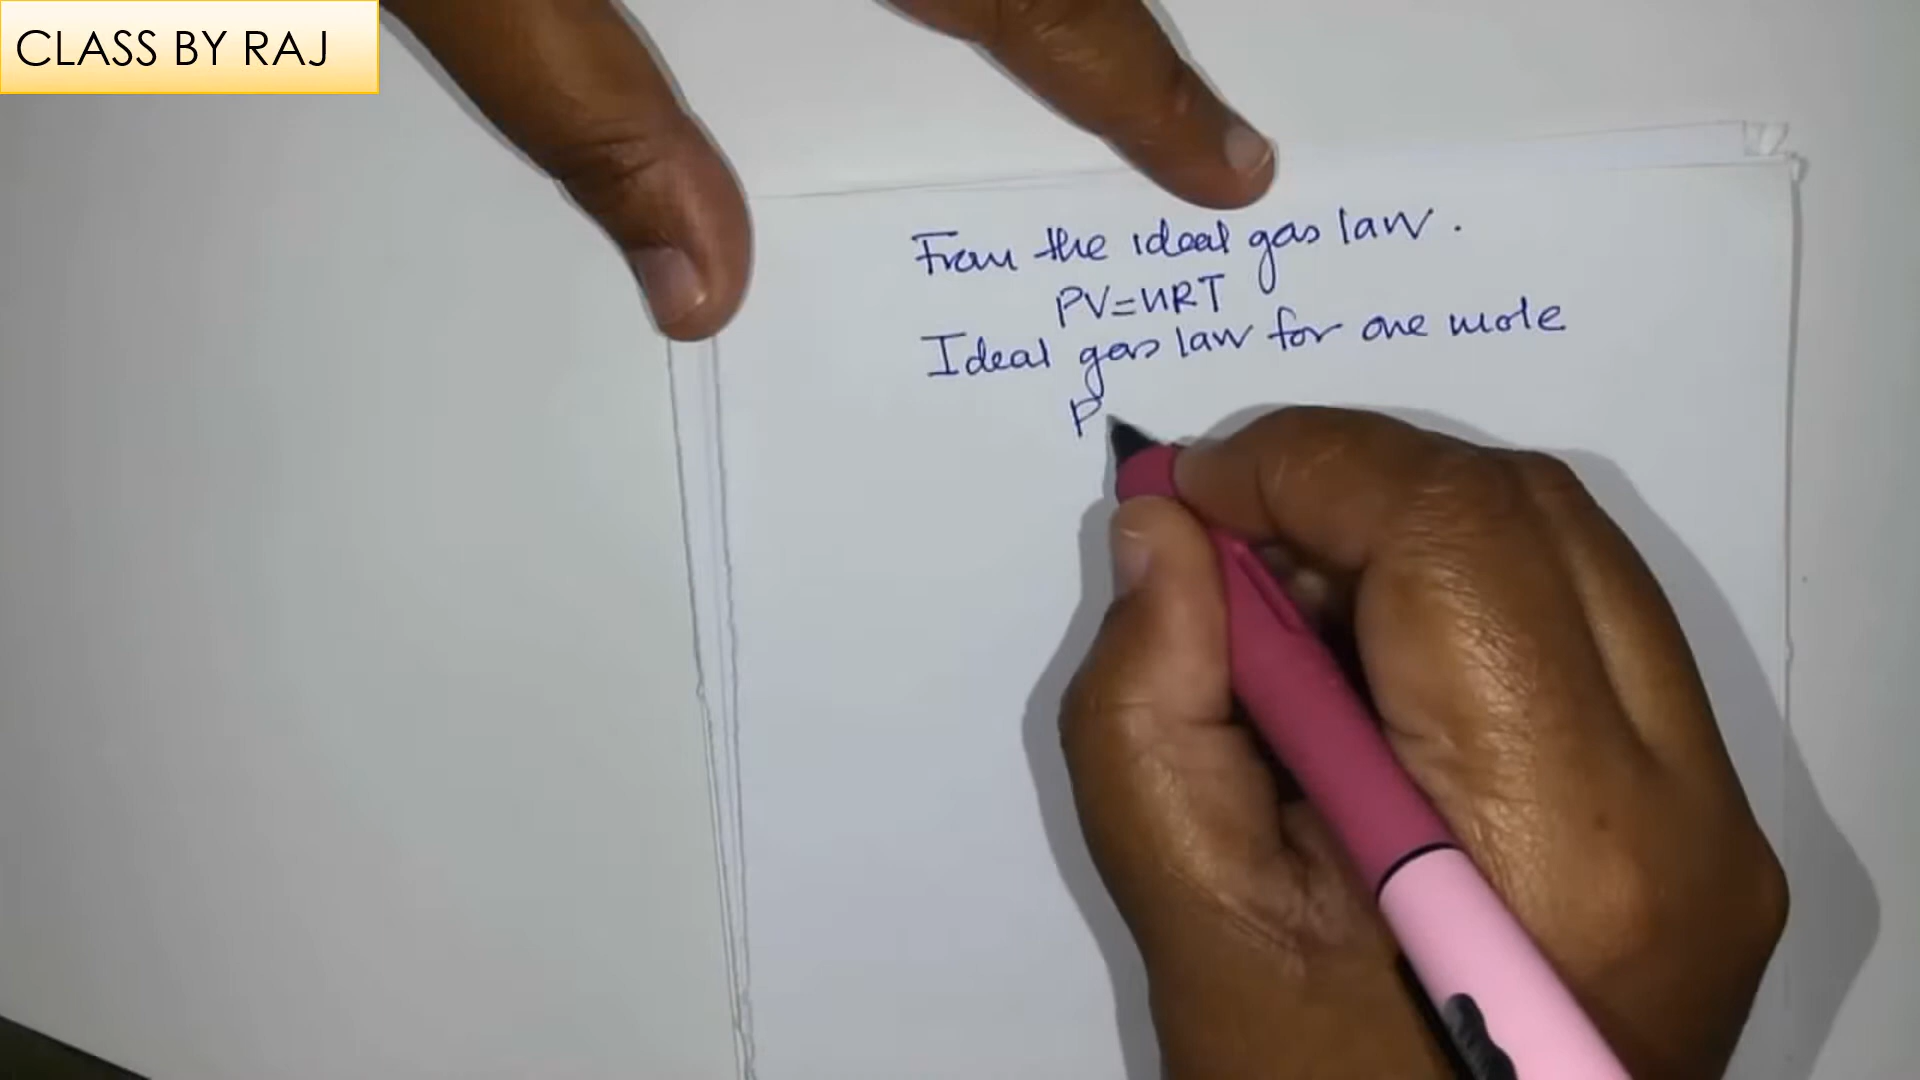 CLASS BY RAJ
From the ideal gas law.
PV=nRT
Ideal gas law for one mole
P